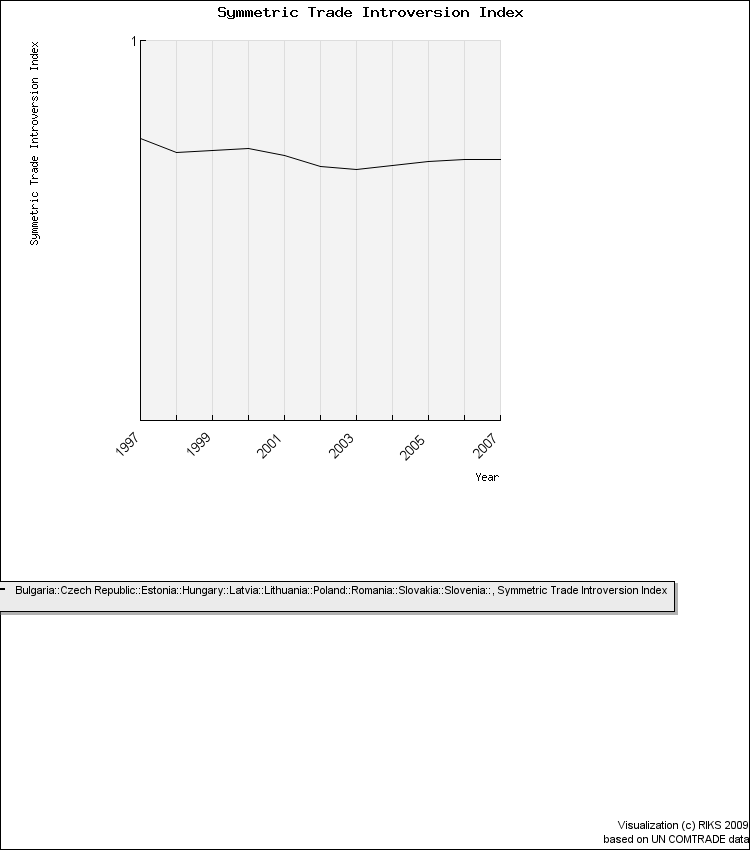 Symmetric Trade Introversion Index
Symmetric Trade Introversion Index
1
1997
1999
2001
2003
2005
2007
Year
Bulgaria::Czech Republic::Estonia::Hungary::Latvia::Lithuania::Poland::Romania::Slovakia::Slovenia::, Symmetric Trade Introversion Index
Visualization (c) RIKS 2009
based on UN COMTRADE data